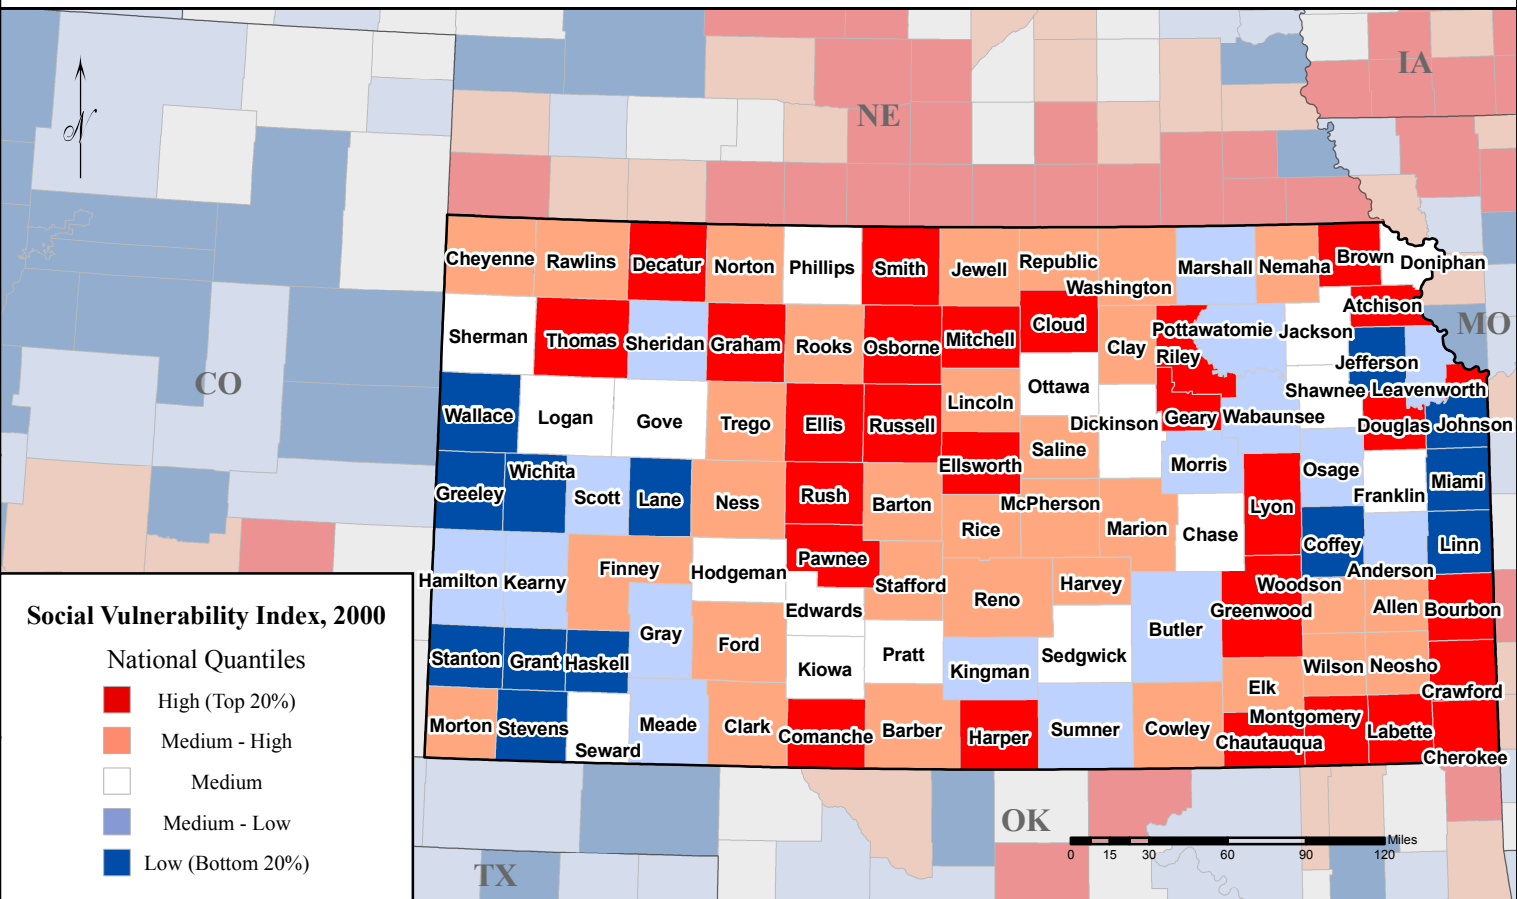 IA
NE
N
Cheyenne
Rawlins
Decatur
Norton
Phillips
Smith
Jewell
Republic
Washington
Marshall
Nemaha
Brown
Doniphan
Sherman
Thomas
Sheridan
Graham
Rooks
Osborne
Mitchell
Cloud
Clay
Pottawatomie
Riley
Jackson
Atchison
MO
Jefferson
CO
Wallace
Logan
Gove
Trego
Ellis
Russell
Lincoln
Ottawa
Dickinson
Saline
Geary
Wabaunsee
Shawnee
Leavenworth
Douglas
Johnson
Greeley
Wichita
Scott
Lane
Ness
Rush
Barton
Ellsworth
Rice
McPherson
Marion
Morris
Chase
Lyon
Osage
Franklin
Miami
Coffey
Linn
Anderson
Hamilton
Kearny
Finney
Hodgeman
Pawnee
Stafford
Edwards
Reno
Harvey
Butler
Greenwood
Woodson
Allen
Bourbon
Stanton
Grant
Haskell
Gray
Ford
Kiowa
Pratt
Kingman
Sedgwick
Elk
Wilson
Neosho
Crawford
Morton
Stevens
Seward
Meade
Clark
Comanche
Barber
Harper
Sumner
Cowley
Chautauqua
Montgomery
Labette
Cherokee
Social Vulnerability Index, 2000
National Quantiles
High (Top 20%)
Medium - High
Medium
Medium - Low
Low (Bottom 20%)
OK
TX
Miles
0 15 30 60 90 120